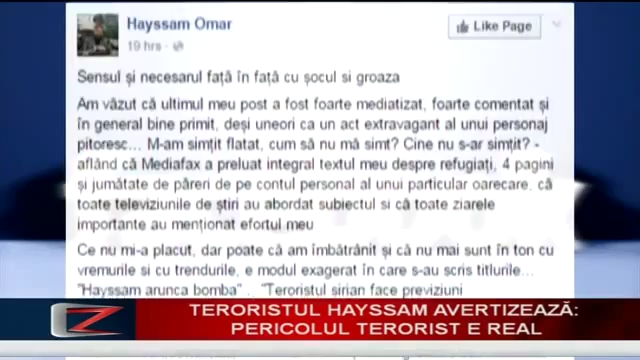 Hayssam Omar
19 hrs
Like Page
Sensul și necesarul față în față cu șocul si groaza
Am văzut că ultimul meu post a fost foarte mediatizat, foarte comentat și
în general bine primit, deși uneori ca un act extravagant al unui personaj
pitoresc... M-am simțit flatat, cum să nu mă simt? Cine nu s-ar simțit? -
aflând că Mediafax a preluat integral textul meu despre refugiați, 4 pagini
și jumătate de păreri de pe contul personal al unui particular oarecare, că
toate televiziunile de știri au abordat subiectul si că toate ziarele
importante au menționat efortul meu
Ce nu mi-a placut, dar poate că am îmbătrânit și că nu mai sunt în ton cu
vremurile si cu trendurile, e modul exagerat în care s-au scris titlurile...
"Hayssam arunca bomba" .. "Teroristul sirian face previziuni
TERORISTUL HAYSSAM AVERTIZEAZĂ:
PERICOLUL TERORIST E REAL